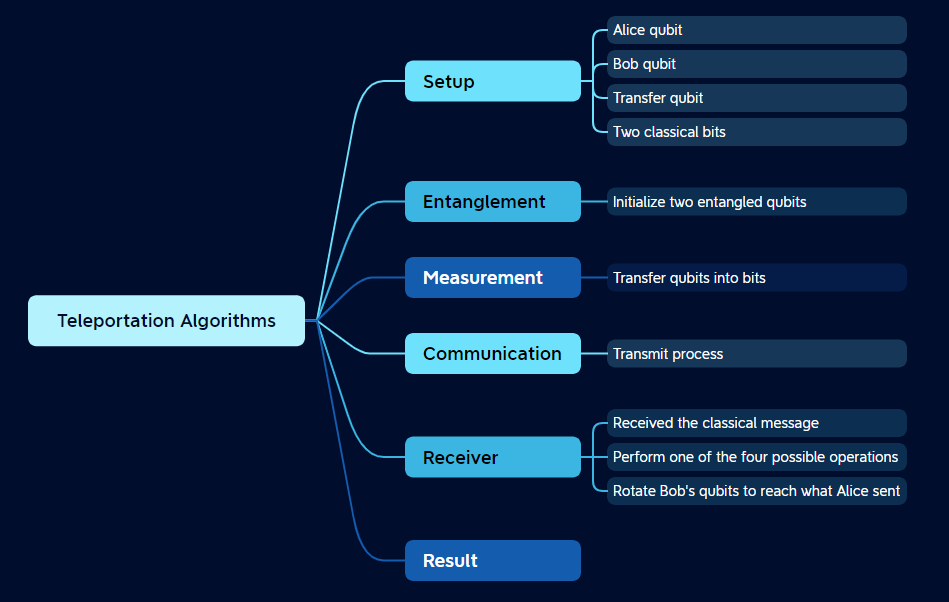 Teleportation Algorithms
Setup
Alice qubit
Bob qubit
Transfer qubit
Two classical bits
Entanglement
Initialize two entangled qubits
Measurement
Transfer qubits into bits
Communication
Transmit process
Receiver
Received the classical message
Perform one of the four possible operations
Rotate Bob's qubits to reach what Alice sent
Result